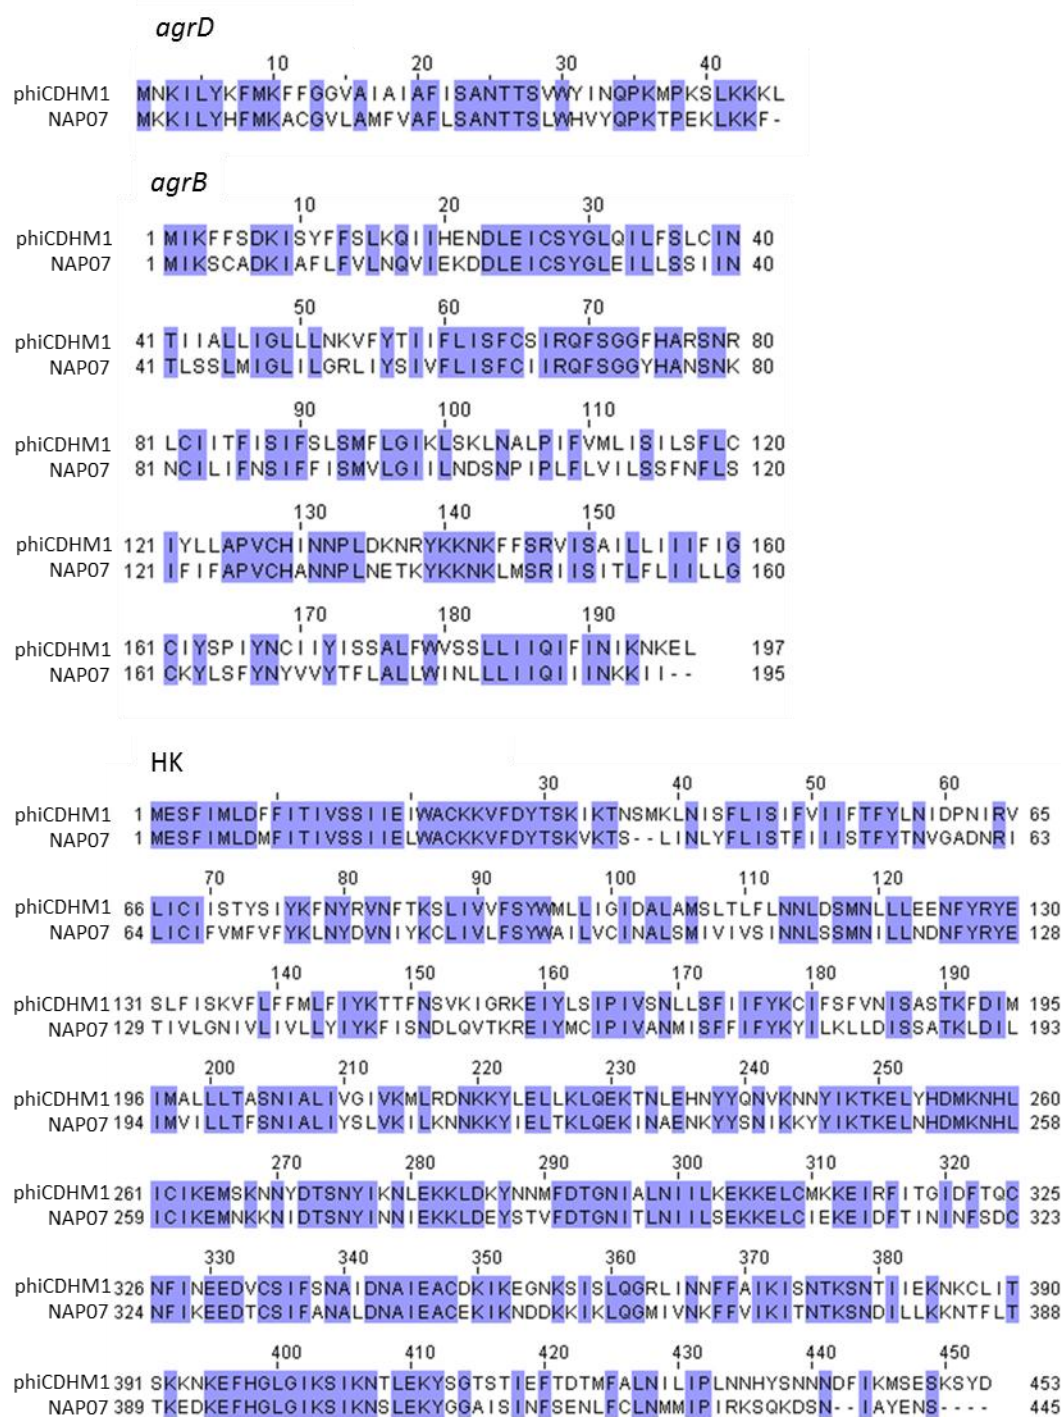 agrD
10 20 30 40
phiCDHM1 MNKILYKFMKFFGGVAIAIAFISANTTSVWYINQPKMPKSLKKKL
NAP07 MKKILYHFMKACGVLAMFVAFLSANTTSLWHVYQPKTPEKLKKF-
agrB
10 20 30
phiCDHM1 1 MIKFFSDKISYFFSLKQIIHENDLEICSYGLQILFSLCIN 40
NAP07 1 MIKSCADKIAFLFVLNQVIEKDDLEICSYGLEILLSSIIN 40
50 60 70
phiCDHM1 41 TIIALLIGLLLNKVFYTIIFLISFCSIRQFSGGFHARSNR 80
NAP07 41 TLSSLMIGLILGRLIYSIVFLISFCIIRQFSGGYHANSNK 80
90 100 110
phiCDHM1 81 LCIITFISIFSLSMFLGIKLSKLNALPIFVMLISILSFLC 120
NAP07 81 NCILIFNSIFFISMVLGIILNDSNPIPLFLVILSSFNFLS 120
130 140 150
phiCDHM1 121 IYLLAPVCHINNPLDKNRYKKNKFFSRVISAILLIIIFIG 160
NAP07 121 IFIFAPVCHANNPLNETKYKKNKLMSRIISITLFLIILLG 160
170 180 190
phiCDHM1 161 CIYSPIYNCIIYISSALFWVSSLLIIQIFINIKNKEL 197
NAP07 161 CKYLSFYNYVVYTFLALLWINLLLIIQIIINKKII-- 195
HK
30 40 50 60
phiCDHM1 1 MESFIMLDFFITIVSSIIEIWACKKVFDYTSKIKTNSMKLNISFLISIFVIIFTFYLNIDPNIRV 65
NAP07 1 MESFIMLDMFITIVSSIIELWACKKVFDYTSKVKTS--LINLYFLISTFIIISTFYTNVGADNRI 63
70 80 90 100 110 120
phiCDHM1 66 LICIISTYSIYKFNYRVNFTKSLIVVFSYWMLLIGIDALAMSLTLFLNNLDSMNLLLEENFYRYE 130
NAP07 64 LICIFVMFVFYKLNYDVNIYKCLIVLFSYWAILVCINALSMIVIVSINNLSSMNILLNDNFYRYE 128
140 150 160 170 180 190
phiCDHM1 131 SLFISKVFLFFMLFIYKTTFNSVKIGRKEIYLSIPIVSNLLSFIIFYKCIFSFVNISASTKFDIM 195
NAP07 129 TIVLGNIVLIVLLYIYKFISNDLQVTKREIYMCIPIVANMISFFIFYKYILKLLDISSATKLDIL 193
200 210 220 230 240 250
phiCDHM1 196 IMALLLTASNIALIVGIVKMLRDNKKYLELLKLQEKTNLEHNYYQNVKNNYIKTKELYHDMKNHL 260
NAP07 194 IMVILLTFSNIALIYSLVKILKNNKKYIELTKLQEKINAENKYYSNIKKYYIKTKELNHDMKNHL 258
270 280 290 300 310 320
phiCDHM1 261 ICIKEMSKNNYDTSNYIKNLEKKLDKYNNMFDTGNIALNIILKEKKELCMKKEIRFITGIDFTQC 325
NAP07 259 ICIKEMNKKNIDTSNYINNIEKKLDEYSTVFDTGNITLNIILSEKKELCIEKEIDFTININFSDC 323
330 340 350 360 370 380
phiCDHM1 326 NFINEEDVCSIFSNAIDNAIEACDKIKEGNKSISLQGRLINNFFAIKISNTKSNTIIEKNKCLIT 390
NAP07 324 NFIKEEDTCSIFANALDNAIEACEKIKNDDKKIKLQGMIVNKFFVIKITNTKSNDILLKKNTFLT 388
400 410 420 430 440 450
phiCDHM1 391 SKKNKEFHGLGIKSIKNTLEKYSGTSTIEFTDTMFALNILIPLNNHYSNNNDFIKMSESKSYD 453
NAP07 389 TKEDKEFHGLGIKSIKNSLEKYGGAISINFSENLFCLNMMIPIRKSQKDSN--IAYENS---- 445